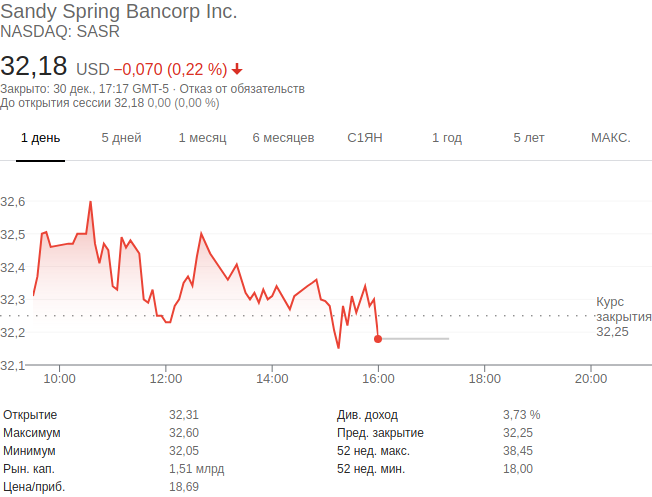 Sandy Spring Bancorp Inc.
NASDAQ: SASR
32,18 USD −0,070 (0,22 %)
Закрыто: 30 дек., 17:17 GMT-5 · Отказ от обязательств
До открытия сессии 32,18 0,00 (0,00 %)
1 день 5 дней 1 месяц 6 месяцев С1ЯН 1 год 5 лет МАКС.
32,6
32,5
32,4
32,3
Курс
закрытия
32,25
32,2
32,1
10:00 12:00 14:00 16:00 18:00 20:00
Открытие 32,31 Див. доход 3,73 %
Максимум 32,60 Пред. закрытие 32,25
Минимум 32,05 52 нед. макс. 38,45
Рын. кап. 1,51 млрд 52 нед. мин. 18,00
Цена/приб. 18,69